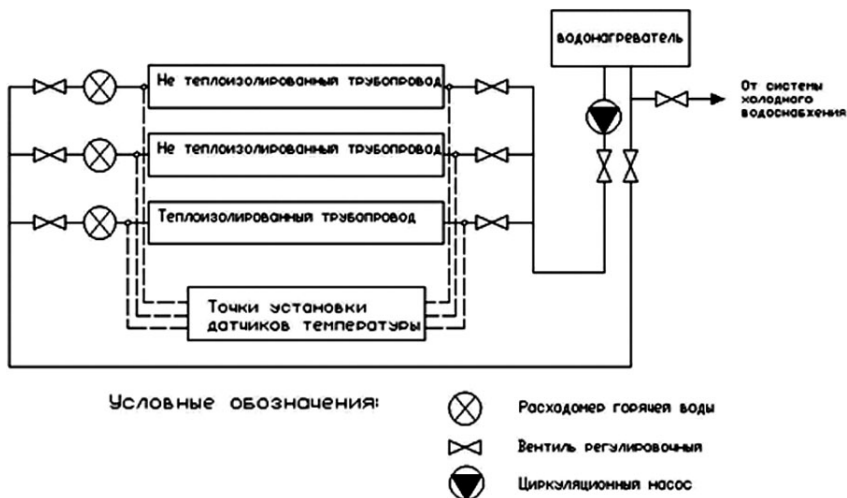 водонагреватель
Не теплоизолированный трубопровод
От системы
холодного
водоснабжения
Не теплоизолированный трубопровод
Теплоизолированный трубопровод
Точки установки
датчиков температуры
Условные обозначения:
Расходомер горячей воды
Вентиль регулировочный
Циркуляционный насос